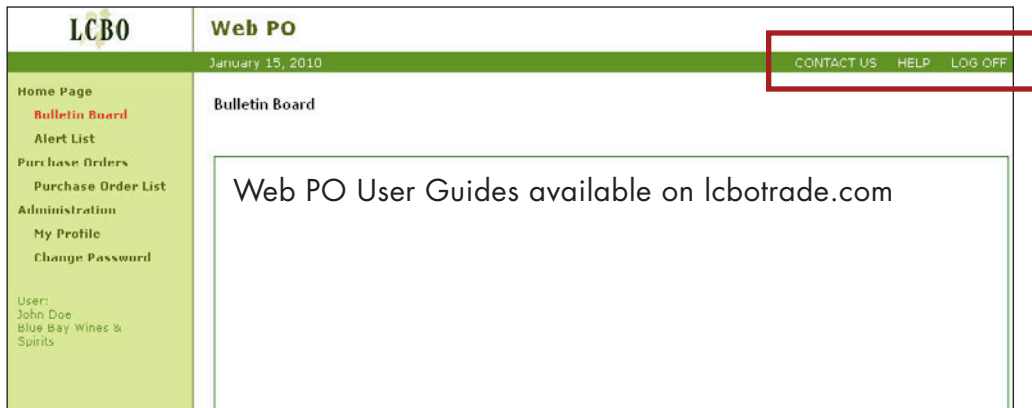 LCBO
Web PO
January 15, 2010
CONTACT US HELP LOG OFF
Home Page
Bulletin Board
Alert List
Purchase Orders
Purchase Order List
Administration
My Profile
Change Password
User:
John Doe
Blue Bay Wines &
Spirits
Bulletin Board
Web PO User Guides available on lcbotrade.com